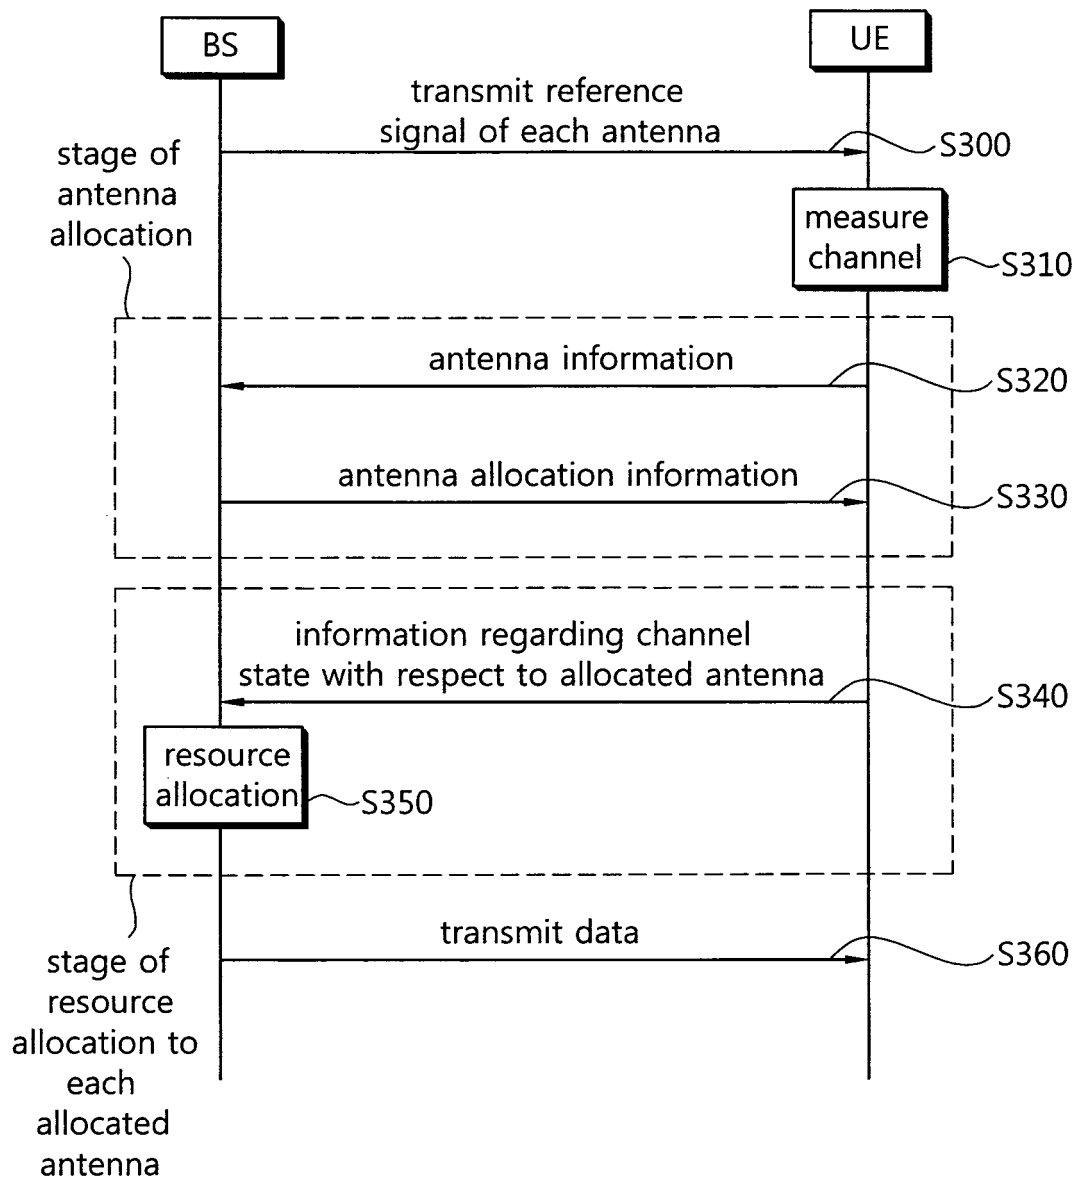 BS
UE
transmit reference
signal of each antenna
S300
stage of
antenna
allocation
measure
channel
S310
antenna information
S320
antenna allocation information
S330
information regarding channel
state with respect to allocated antenna
S340
resource
allocation
S350
transmit data
S360
stage of
resource
allocation to
each
allocated
antenna